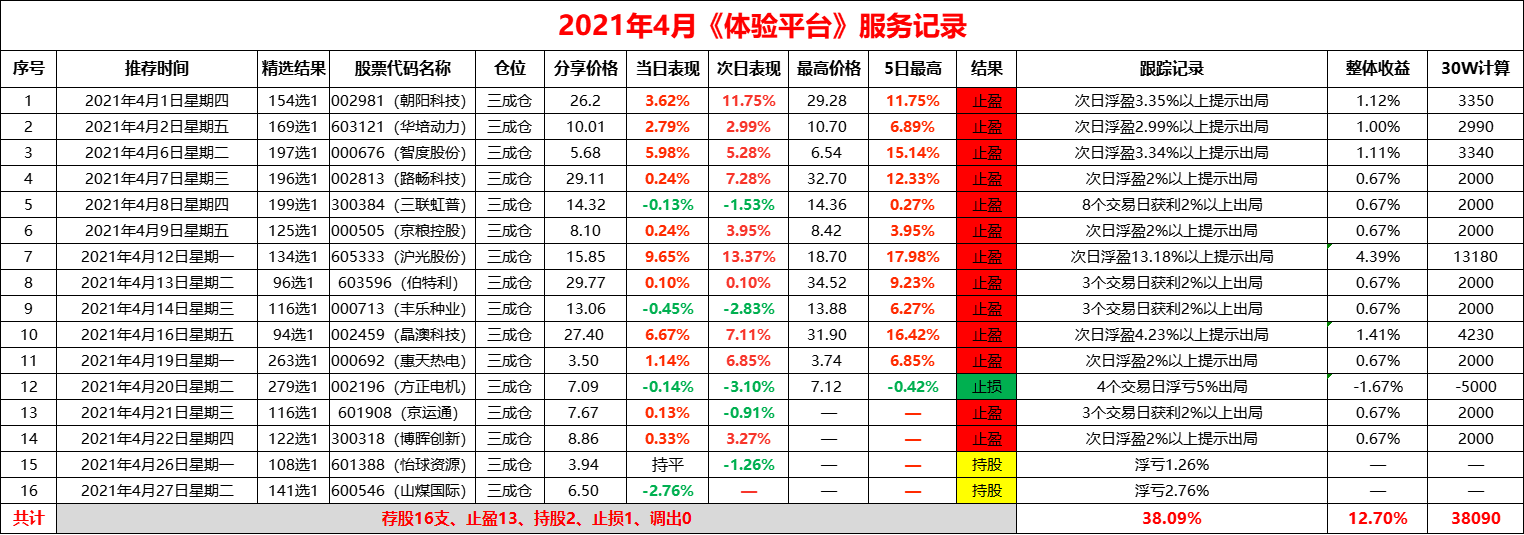 2021年4月《体验平台》服务记录
序号 推荐时间 精选结果 股票代码名称 仓位 分享价格 当日表现 次日表现 最高价格 5日最高 结果 跟踪记录 整体收益 30W计算
1 2021年4月1日星期四 154选1 002981（朝阳科技） 三成仓 26.2 3.62% 11.75% 29.28 11.75% 止盈 次日浮盈3.35%以上提示出局 1.12% 3350
2 2021年4月2日星期五 169选1 603121（华培动力） 三成仓 10.01 2.79% 2.99% 10.70 6.89% 止盈 次日浮盈2.99%以上提示出局 1.00% 2990
3 2021年4月6日星期二 197选1 000676（智度股份） 三成仓 5.68 5.98% 5.28% 6.54 15.14% 止盈 次日浮盈3.34%以上提示出局 1.11% 3340
4 2021年4月7日星期三 196选1 002813（路畅科技） 三成仓 29.11 0.24% 7.28% 32.70 12.33% 止盈 次日浮盈2%以上提示出局 0.67% 2000
5 2021年4月8日星期四 199选1 300384（三联虹普） 三成仓 14.32 -0.13% -1.53% 14.36 0.27% 止盈 8个交易日获利2%以上出局 0.67% 2000
6 2021年4月9日星期五 125选1 000505（京粮控股） 三成仓 8.10 0.24% 3.95% 8.42 3.95% 止盈 次日浮盈2%以上提示出局 0.67% 2000
7 2021年4月12日星期一 134选1 605333（沪光股份） 三成仓 15.85 9.65% 13.37% 18.70 17.98% 止盈 次日浮盈13.18%以上提示出局 4.39% 13180
8 2021年4月13日星期二 96选1 603596（伯特利） 三成仓 29.77 0.10% 0.10% 34.52 9.23% 止盈 3个交易日获利2%以上出局 0.67% 2000
9 2021年4月14日星期三 116选1 000713（丰乐种业） 三成仓 13.06 -0.45% -2.83% 13.88 6.27% 止盈 3个交易日获利2%以上出局 0.67% 2000
10 2021年4月16日星期五 94选1 002459（晶澳科技） 三成仓 27.40 6.67% 7.11% 31.90 16.42% 止盈 次日浮盈4.23%以上提示出局 1.41% 4230
11 2021年4月19日星期一 263选1 000692（惠天热电） 三成仓 3.50 1.14% 6.85% 3.74 6.85% 止盈 次日浮盈2%以上提示出局 0.67% 2000
12 2021年4月20日星期二 279选1 002196（方正电机） 三成仓 7.09 -0.14% -3.10% 7.12 -0.42% 止损 4个交易日浮亏5%出局 -1.67% -5000
13 2021年4月21日星期三 116选1 601908（京运通） 三成仓 7.67 0.13% -0.91% — — 止盈 3个交易日获利2%以上出局 0.67% 2000
14 2021年4月22日星期四 122选1 300318（博晖创新） 三成仓 8.86 0.33% 3.27% — — 止盈 次日浮盈2%以上提示出局 0.67% 2000
15 2021年4月26日星期一 108选1 601388（怡球资源） 三成仓 3.94 持平 -1.26% — — 持股 浮亏1.26% — —
16 2021年4月27日星期二 141选1 600546（山煤国际） 三成仓 6.50 -2.76% — — — 持股 浮亏2.76% — —
共计 荐股16支、止盈13、持股2、止损1、调出0 38.09% 12.70% 38090